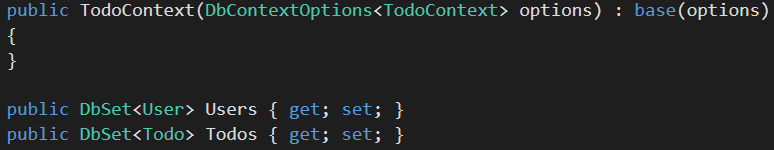 public TodoContext(DbContextOptions<TodoContext> options) : base(options)
{
}
public DbSet<User> Users { get; set; }
public DbSet<Todo> Todos { get; set; }